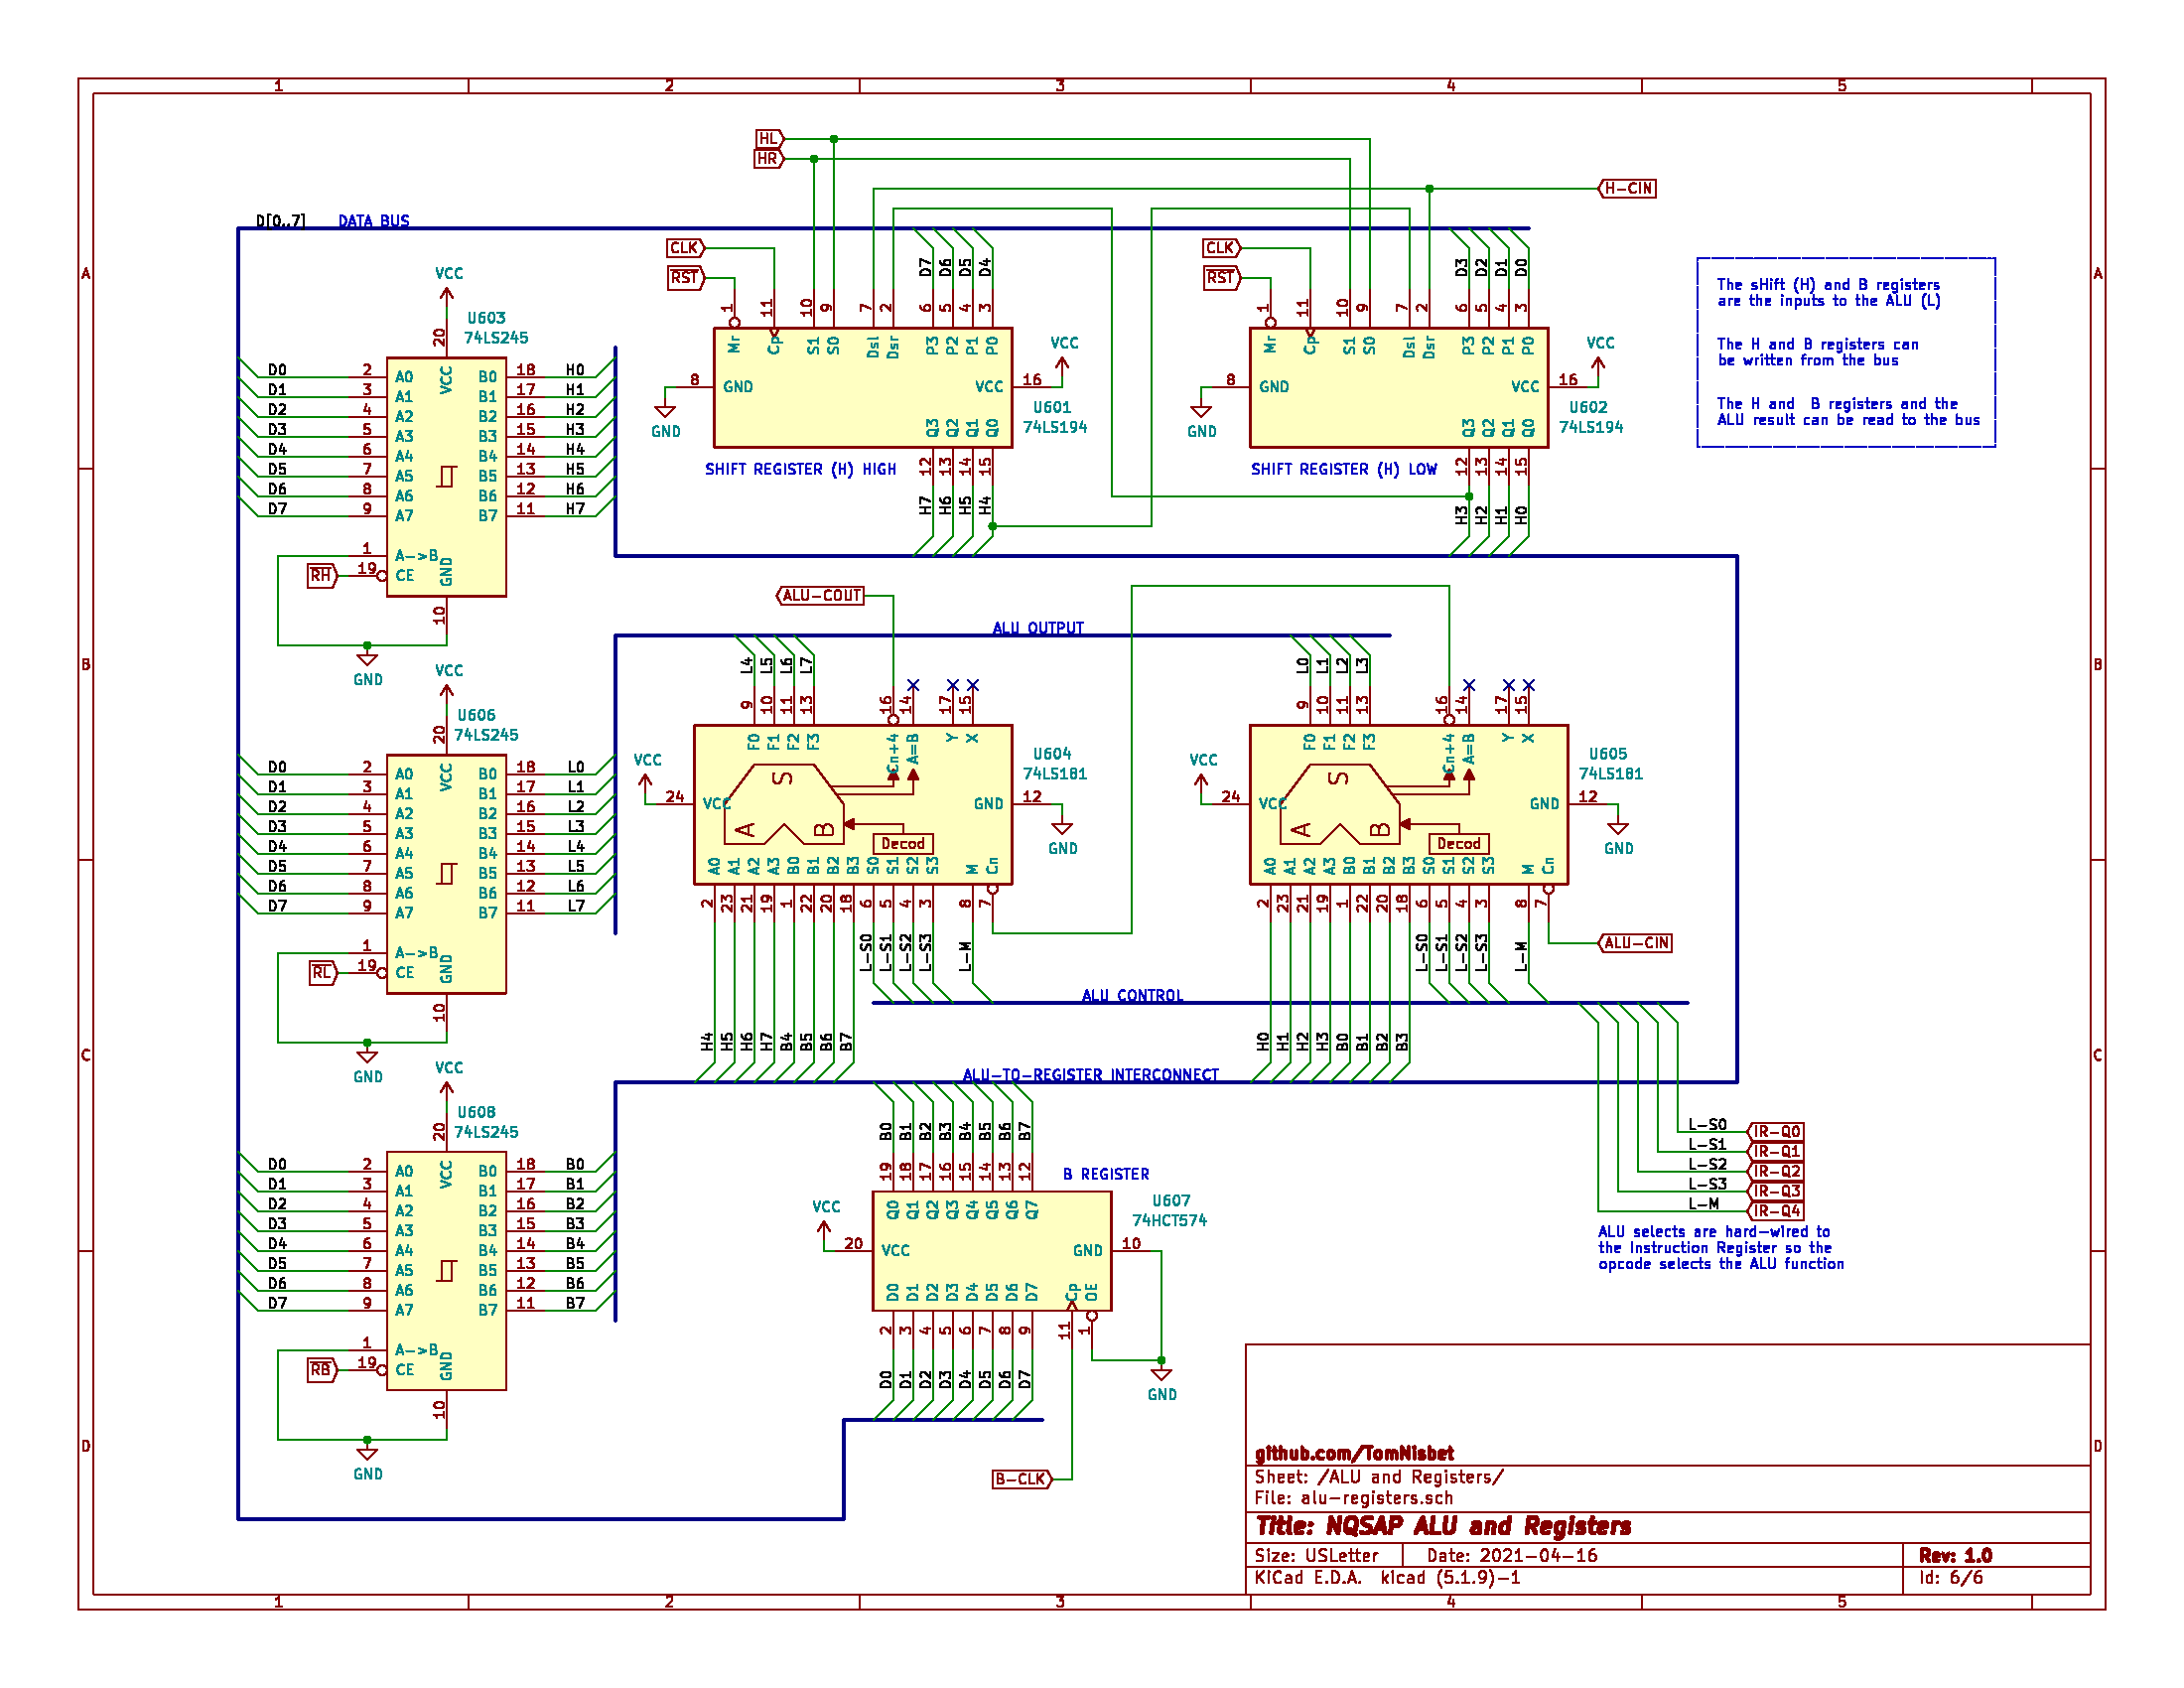 1 2 3 4 5
A
B
C
D
HL
HR
H-CIN
D[0..7] DATA BUS
CLK
RST
D7 D6 D5 D4
1 11 10 9 7 2 6 5 4 3
Mr Cp S1 S0 Dsl Dsr P3 P2 P1 P0
8 GND
VCC 16
VCC
GND
Q3 Q2 Q1 Q0
U601
74LS194
12 13 14 15
SHIFT REGISTER (H) HIGH
H7 H6 H5 H4
CLK
RST
D3 D2 D1 D0
1 11 10 9 7 2 6 5 4 3
Mr Cp S1 S0 Dsl Dsr P3 P2 P1 P0
8 GND
VCC 16
VCC
GND
Q3 Q2 Q1 Q0
U602
74LS194
12 13 14 15
SHIFT REGISTER (H) LOW
H3 H2 H1 H0
The sHift (H) and B registers
are the inputs to the ALU (L)
The H and B registers can
be written from the bus
The H and  B registers and the
ALU result can be read to the bus
VCC
U603
74LS245
20
VCC
D0 2 A0 B0 18 H0
D1 3 A1 B1 17 H1
D2 4 A2 B2 16 H2
D3 5 A3 B3 15 H3
D4 6 A4 B4 14 H4
D5 7 A5 B5 13 H5
D6 8 A6 B6 12 H6
D7 9 A7 B7 11 H7
1 A->B
RH 19 CE
GND
10
GND
VCC
U606
74LS245
20
VCC
D0 2 A0 B0 18 L0
D1 3 A1 B1 17 L1
D2 4 A2 B2 16 L2
D3 5 A3 B3 15 L3
D4 6 A4 B4 14 L4
D5 7 A5 B5 13 L5
D6 8 A6 B6 12 L6
D7 9 A7 B7 11 L7
1 A->B
RL 19 CE
GND
10
GND
VCC
U608
74LS245
20
VCC
D0 2 A0 B0 18 B0
D1 3 A1 B1 17 B1
D2 4 A2 B2 16 B2
D3 5 A3 B3 15 B3
D4 6 A4 B4 14 B4
D5 7 A5 B5 13 B5
D6 8 A6 B6 12 B6
D7 9 A7 B7 11 B7
1 A->B
RB 19 CE
GND
10
GND
ALU-COUT
ALU OUTPUT
L4 L5 L6 L7
9 10 11 13 16 14 17 15
F0 F1 F2 F3 Cn+4 A=B Y X
U604
74LS181
VCC
24 VCC
GND 12
GND
S
A B
Decod
A0 A1 A2 A3 B0 B1 B2 B3 S0 S1 S2 S3 M Cn
2 23 21 19 1 22 20 18 6 5 4 3 8 7
L-S0 L-S1 L-S2 L-S3 L-M
H4 H5 H6 H7 B4 B5 B6 B7
L0 L1 L2 L3
9 10 11 13 16 14 17 15
F0 F1 F2 F3 Cn+4 A=B Y X
U605
74LS181
VCC
24 VCC
GND 12
GND
S
A B
Decod
A0 A1 A2 A3 B0 B1 B2 B3 S0 S1 S2 S3 M Cn
2 23 21 19 1 22 20 18 6 5 4 3 8 7
L-S0 L-S1 L-S2 L-S3 L-M
ALU-CIN
H0 H1 H2 H3 B0 B1 B2 B3
ALU CONTROL
ALU-TO-REGISTER INTERCONNECT
B0 B1 B2 B3 B4 B5 B6 B7
19 18 17 16 15 14 13 12
B REGISTER
U607
74HCT574
Q0 Q1 Q2 Q3 Q4 Q5 Q6 Q7
VCC
20 VCC
GND 10
D0 D1 D2 D3 D4 D5 D6 D7 Cp OE
2 3 4 5 6 7 8 9 11 1
D0 D1 D2 D3 D4 D5 D6 D7
GND
B-CLK
L-S0 IR-Q0
L-S1 IR-Q1
L-S2 IR-Q2
L-S3 IR-Q3
L-M IR-Q4
ALU selects are hard-wired to
the Instruction Register so the
opcode selects the ALU function
github.com/TomNisbet
Sheet: /ALU and Registers/
File: alu-registers.sch
Title: NQSAP ALU and Registers
Size: USLetter Date: 2021-04-16 Rev: 1.0
KiCad E.D.A.  kicad (5.1.9)-1 Id: 6/6
A
B
C
D
1 2 3 4 5